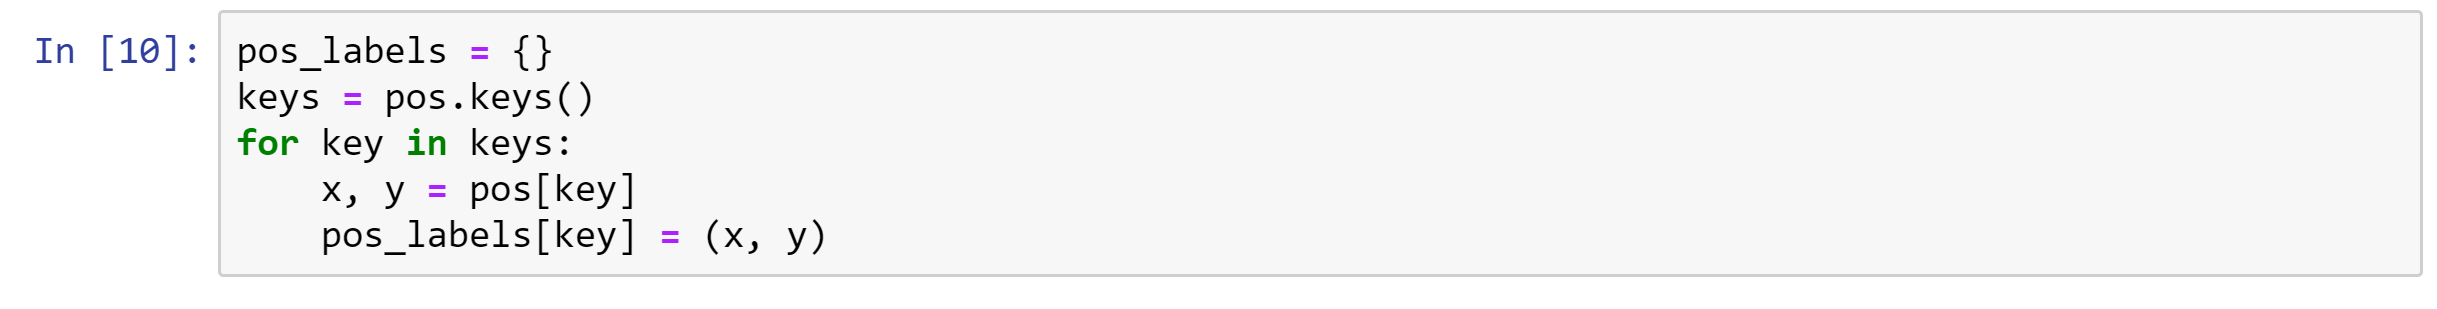 In [10]: pos_labels = {}
keys = pos.keys()
for key in keys:
    x, y = pos[key]
    pos_labels[key] = (x, y)